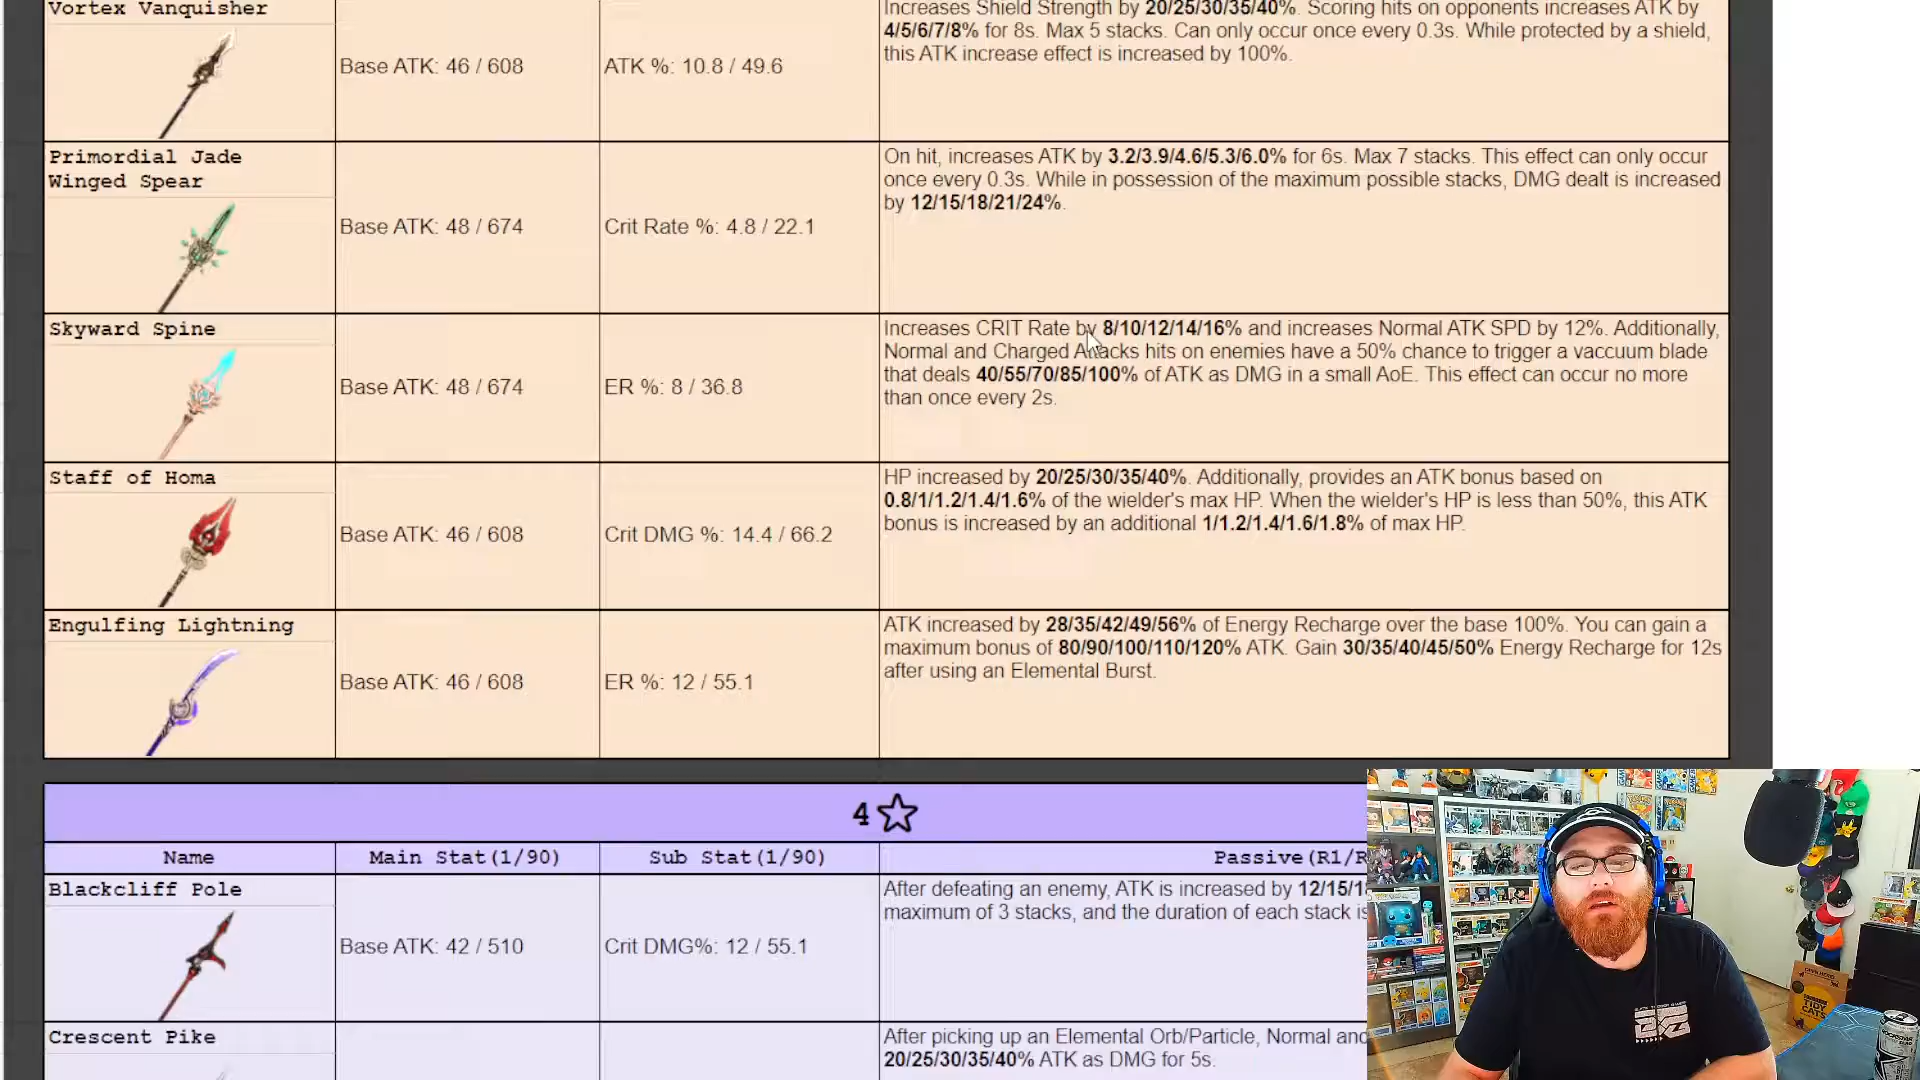 Vortex Vanquisher
Base ATK: 46 / 608
ATK %: 10.8 / 49.6
Increases Shield Strength by 20/25/30/35/40%. Scoring hits on opponents increases ATK by
4/5/6/7/8% for 8s. Max 5 stacks. Can only occur once every 0.3s. While protected by a shield,
this ATK increase effect is increased by 100%.
Primordial Jade
Winged Spear
Base ATK: 48 / 674
Crit Rate %: 4.8 / 22.1
On hit, increases ATK by 3.2/3.9/4.6/5.3/6.0% for 6s. Max 7 stacks. This effect can only occur
once every 0.3s. While in possession of the maximum possible stacks, DMG dealt is increased
by 12/15/18/21/24%.
Skyward Spine
Base ATK: 48 / 674
ER %: 8 / 36.8
Increases CRIT Rate by 8/10/12/14/16% and increases Normal ATK SPD by 12%. Additionally,
Normal and Charged Attacks hits on enemies have a 50% chance to trigger a vaccuum blade
that deals 40/55/70/85/100% of ATK as DMG in a small AoE. This effect can occur no more
than once every 2s.
Staff of Homa
Base ATK: 46 / 608
Crit DMG %: 14.4 / 66.2
HP increased by 20/25/30/35/40%. Additionally, provides an ATK bonus based on
0.8/1/1.2/1.4/1.6% of the wielder's max HP. When the wielder's HP is less than 50%, this ATK
bonus is increased by an additional 1/1.2/1.4/1.6/1.8% of max HP.
Engulfing Lightning
Base ATK: 46 / 608
ER %: 12 / 55.1
ATK increased by 28/35/42/49/56% of Energy Recharge over the base 100%. You can gain a
maximum bonus of 80/90/100/110/120% ATK. Gain 30/35/40/45/50% Energy Recharge for 12s
after using an Elemental Burst.
4
Name
Main Stat(1/90)
Sub Stat(1/90)
Passive(R1/R
Blackcliff Pole
Base ATK: 42 / 510
Crit DMG%: 12 / 55.1
After defeating an enemy, ATK is increased by 12/15/1
maximum of 3 stacks, and the duration of each stack is
Crescent Pike
After picking up an Elemental Orb/Particle, Normal and
20/25/30/35/40% ATK as DMG for 5s.
TIDY
CATS